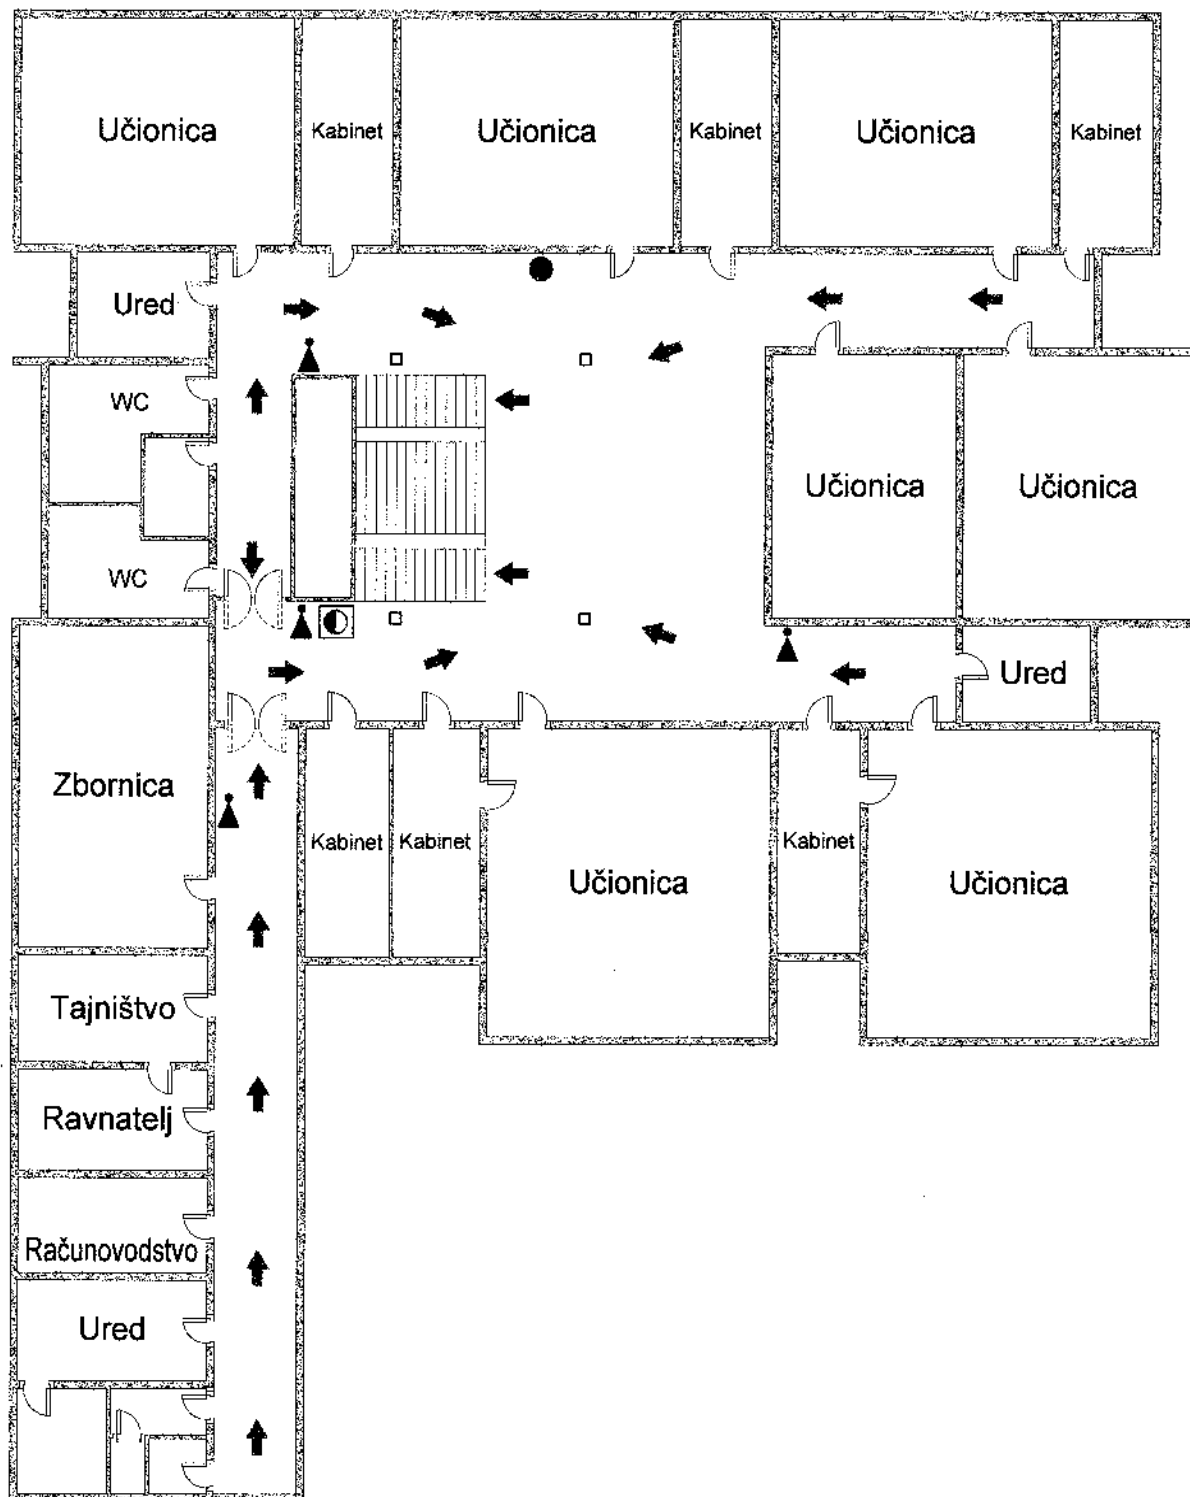 Učionica
Kabinet
Učionica
Kabinet
Učionica
Kabinet
Ured
WC
Učionica
Učionica
WC
Ured
Zbornica
Kabinet
Kabinet
Učionica
Kabinet
Učionica
Tajništvo
Ravnatelj
Računovodstvo
Ured